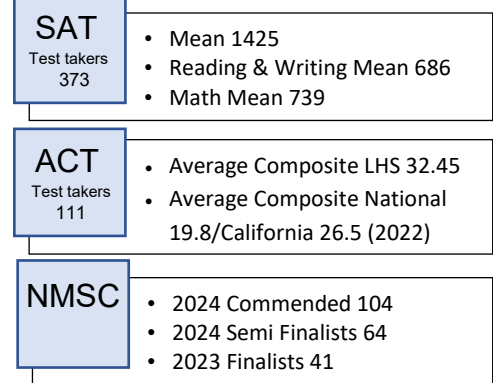 SAT
Test takers
373
• Mean 1425
• Reading & Writing Mean 686
• Math Mean 739
ACT
Test takers
111
• Average Composite LHS 32.45
• Average Composite National
19.8/California 26.5 (2022)
NMSC
• 2024 Commended 104
• 2024 Semi Finalists 64
• 2023 Finalists 41